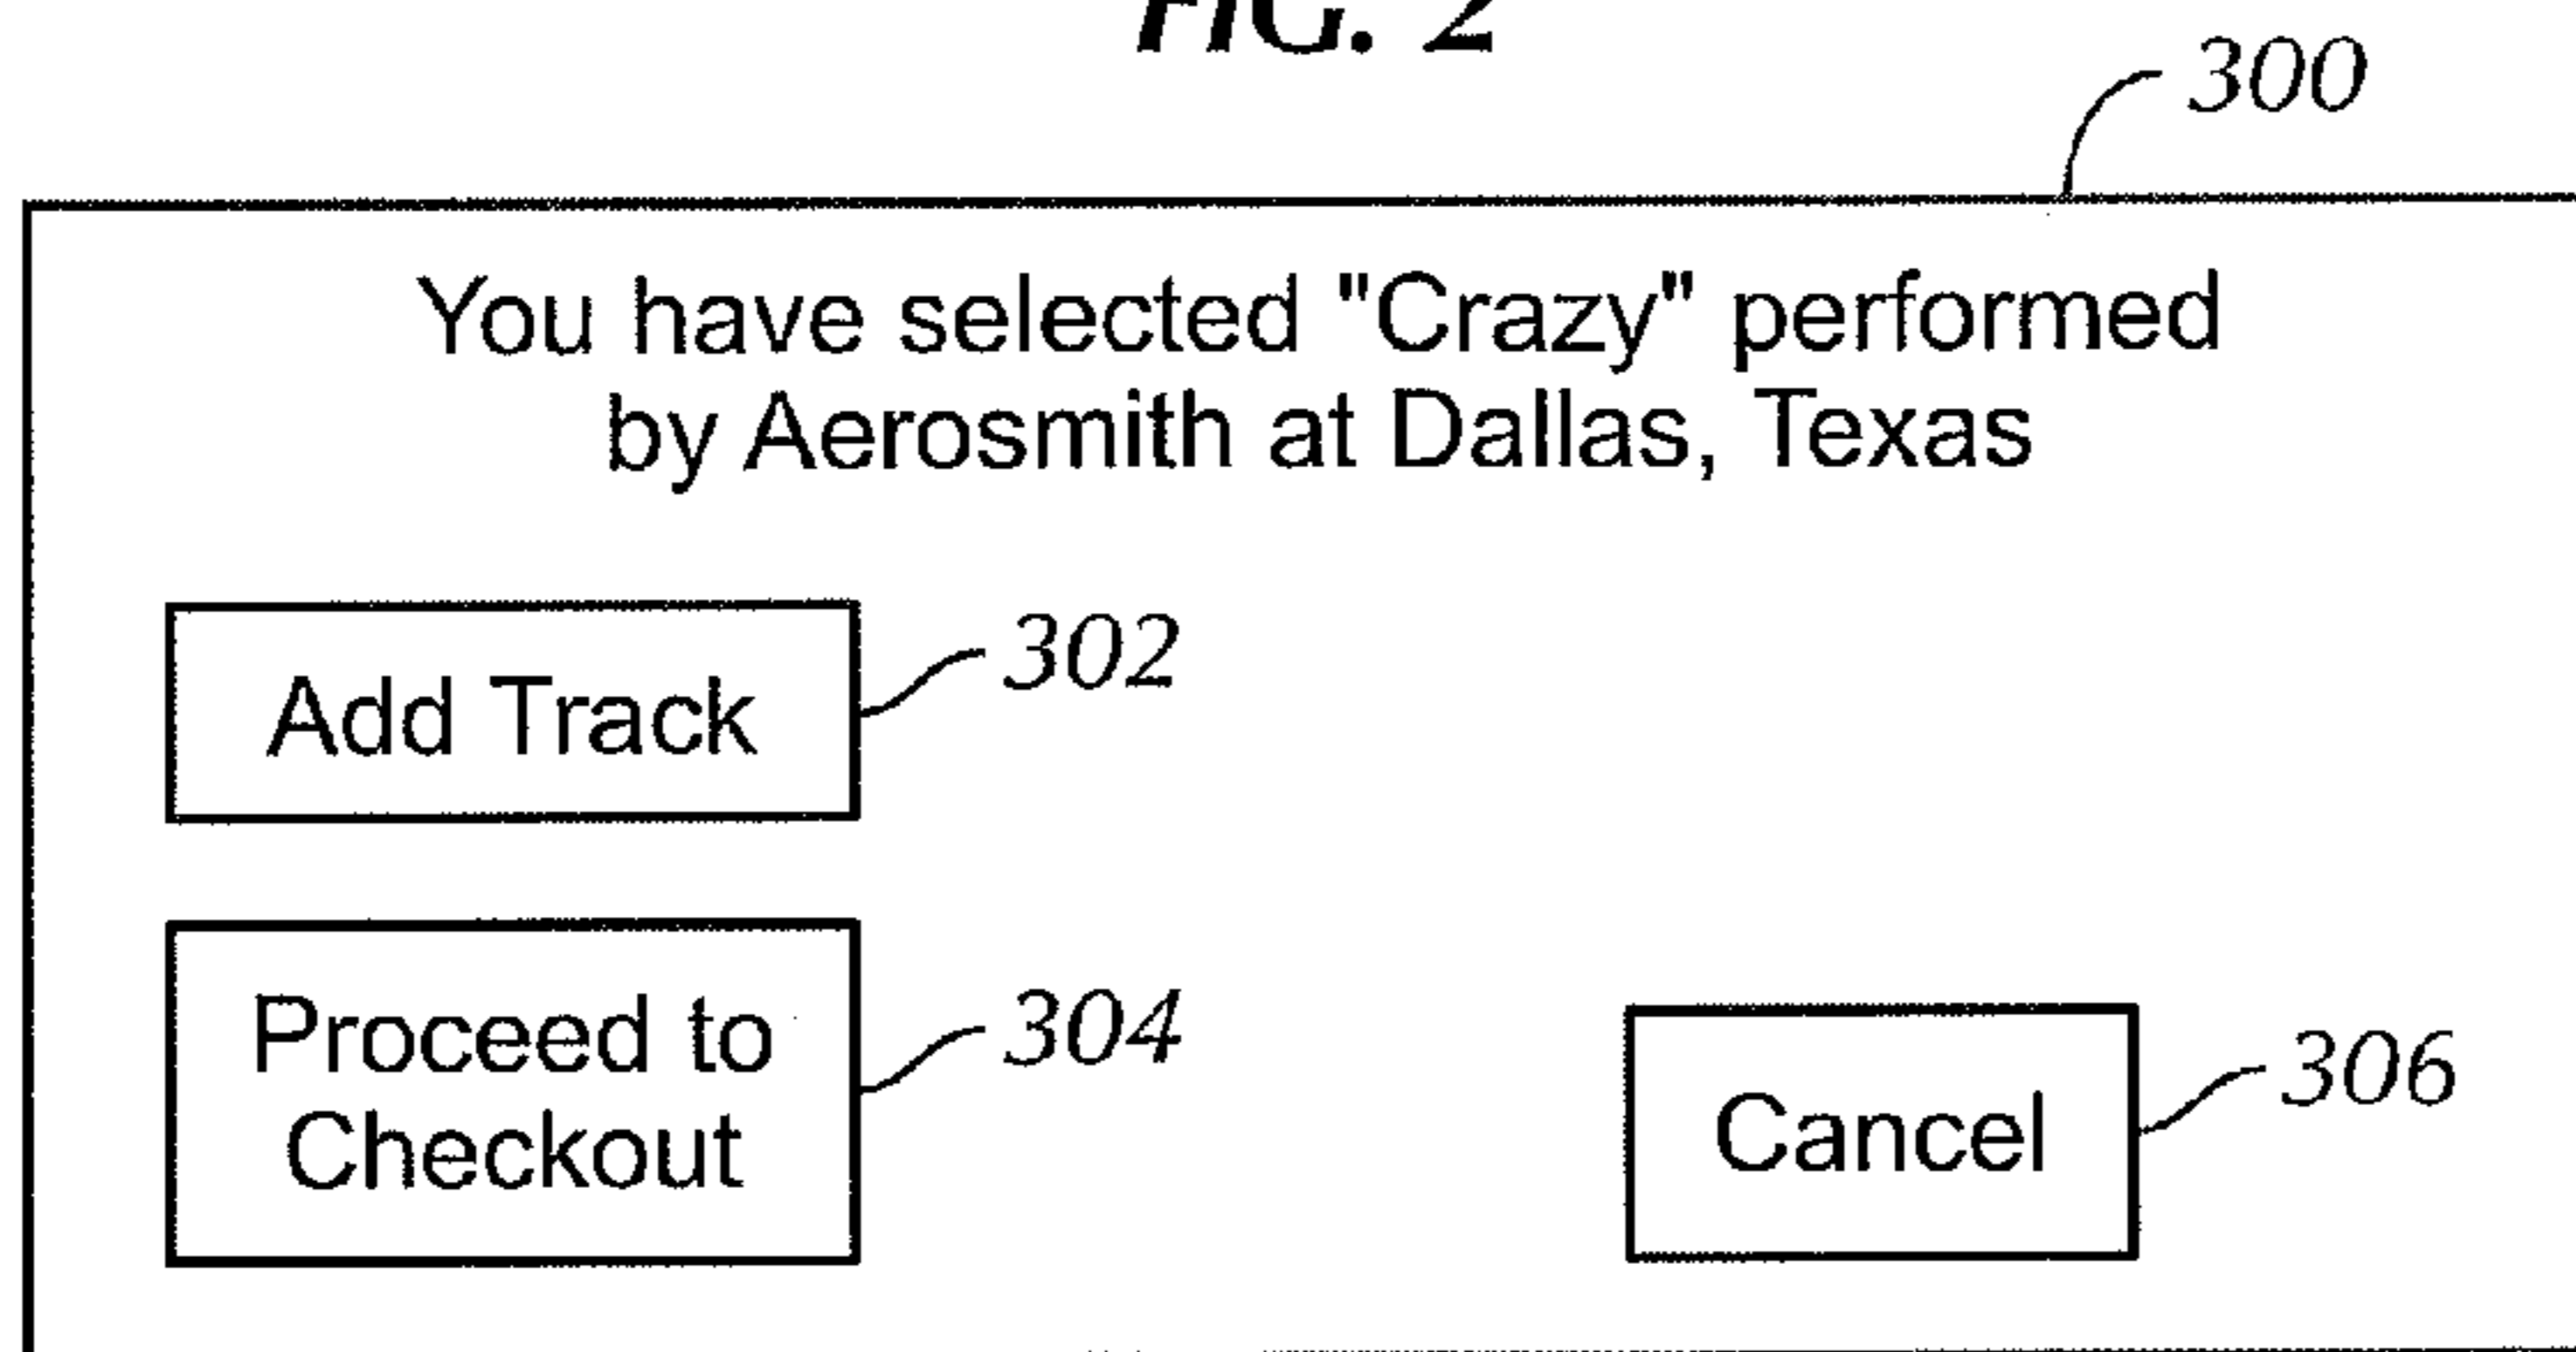 FIG. 2
300
You have selected "Crazy" performed
by Aerosmith at Dallas, Texas
Add Track
302
Proceed to
Checkout
304
Cancel
306